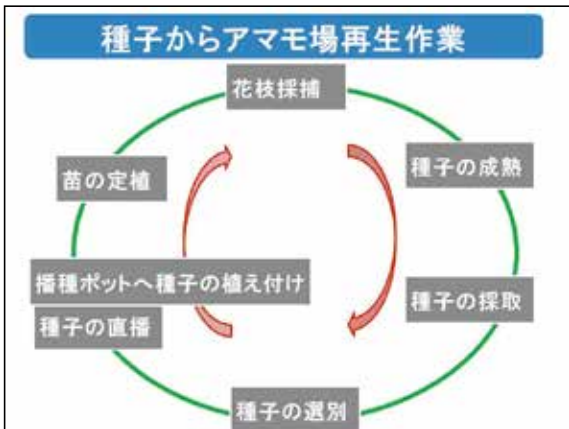 種子からアマモ場再生作業
花枝採捕
種子の成熟
種子の採取
種子の選別
播種ポットへ種子の植え付け
種子の直播
苗の定植